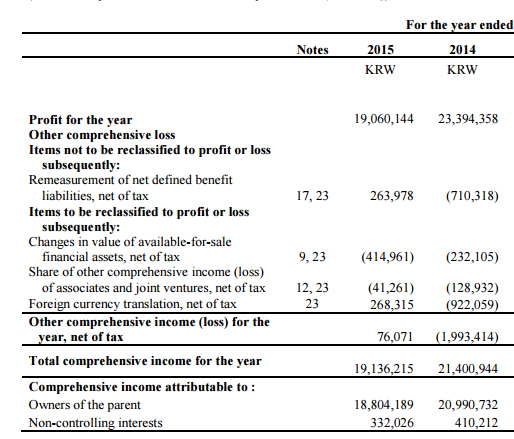 For the year ended
Notes 2015 2014
KRW KRW
Profit for the year 19,060,144 23,394,358
Other comprehensive loss
Items not to be reclassified to profit or loss
subsequently:
Remeasurement of net defined benefit
liabilities, net of tax 17, 23 263,978 (710,318)
Items to be reclassified to profit or loss
subsequently:
Changes in value of available-for-sale
financial assets, net of tax 9, 23 (414,961) (232,105)
Share of other comprehensive income (loss)
of associates and joint ventures, net of tax 12, 23 (41,261) (128,932)
Foreign currency translation, net of tax 23 268,315 (922,059)
Other comprehensive income (loss) for the
year, net of tax 76,071 (1,993,414)
Total comprehensive income for the year
19,136,215 21,400,944
Comprehensive income attributable to :
Owners of the parent 18,804,189 20,990,732
Non-controlling interests 332,026 410,212